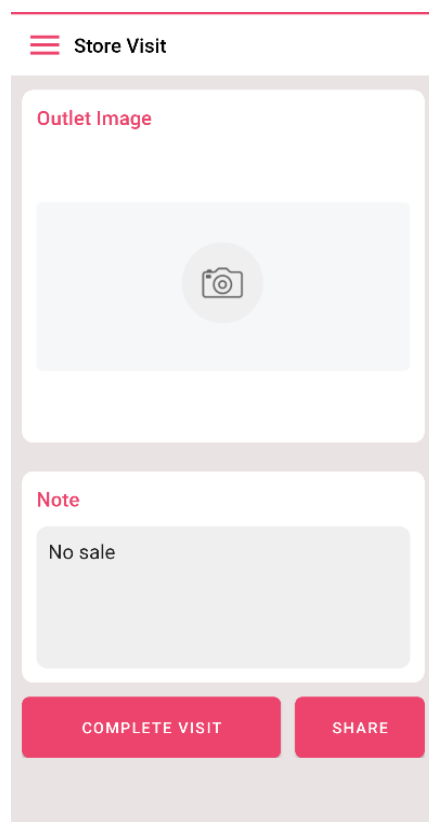 Store Visit
Outlet Image
Note
No sale
COMPLETE VISIT
SHARE